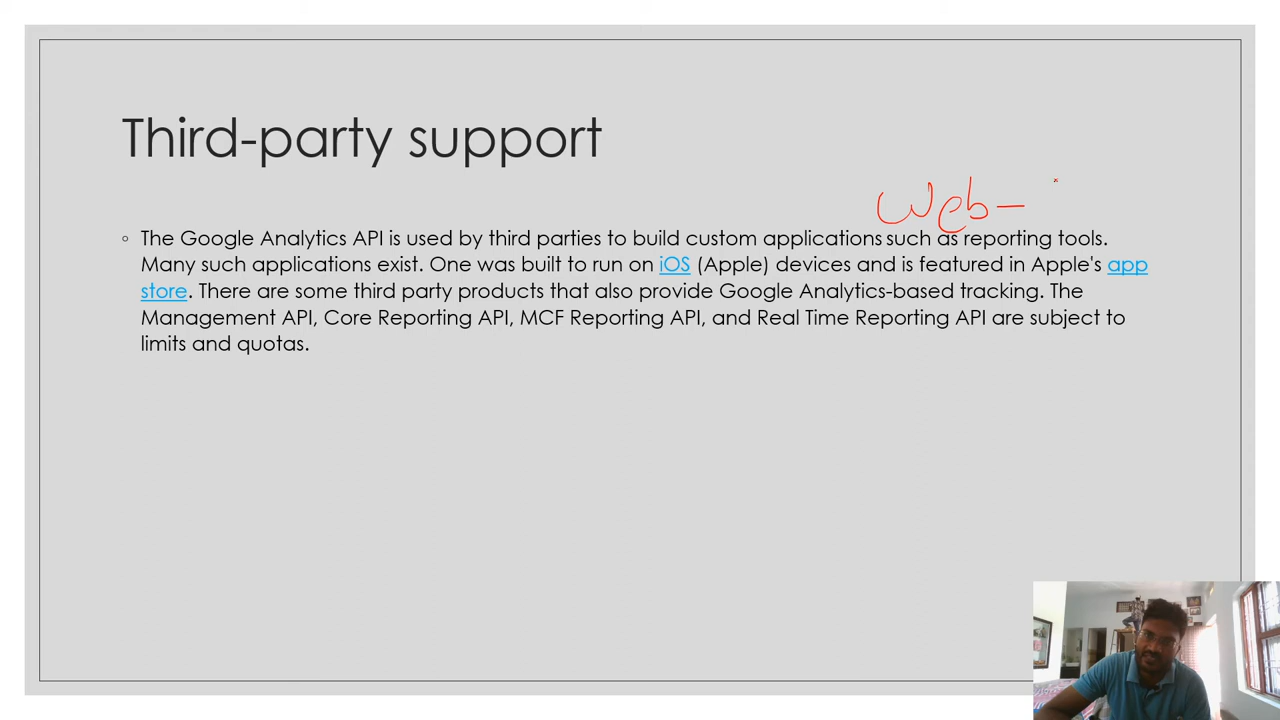 Third-party support
Web-
◦ The Google Analytics API is used by third parties to build custom applications such as reporting tools.
Many such applications exist. One was built to run on iOS (Apple) devices and is featured in Apple's app
store. There are some third party products that also provide Google Analytics-based tracking. The
Management API, Core Reporting API, MCF Reporting API, and Real Time Reporting API are subject to
limits and quotas.